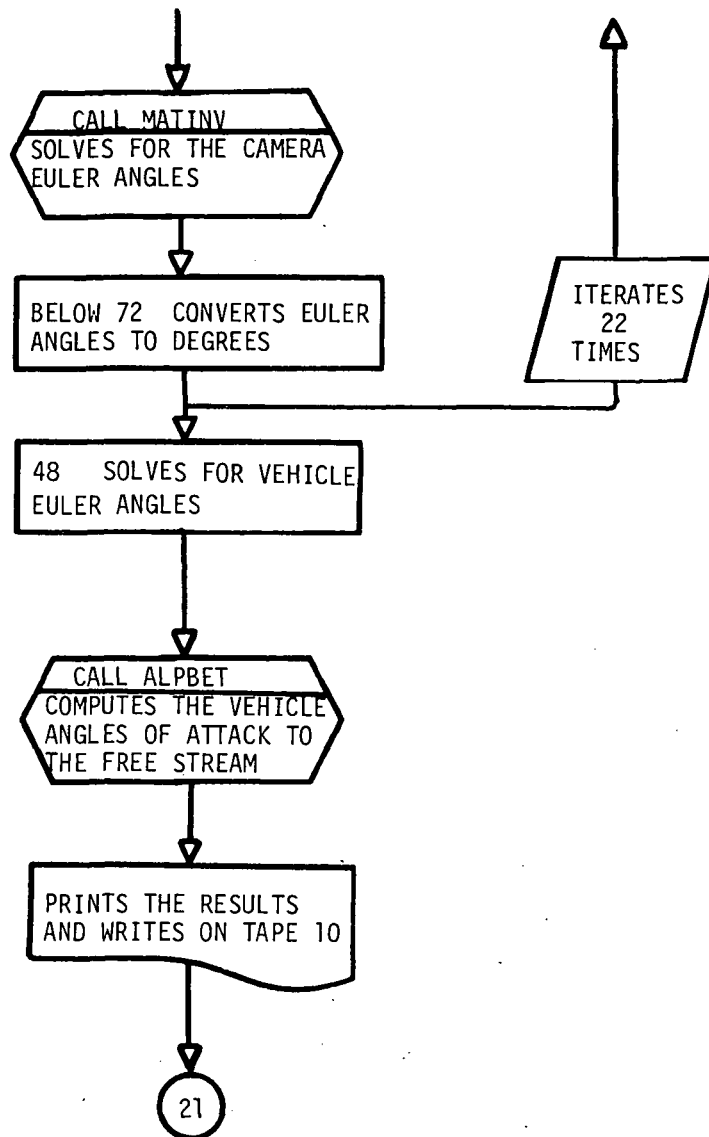 CALL MATINV
SOLVES FOR THE CAMERA
EULER ANGLES
BELOW 72 CONVERTS EULER
ANGLES TO DEGREES
ITERATES
22
TIMES
48 SOLVES FOR VEHICLE
EULER ANGLES
CALL ALPBET
COMPUTES THE VEHICLE
ANGLES OF ATTACK TO
THE FREE STREAM
PRINTS THE RESULTS
AND WRITES ON TAPE 10
21